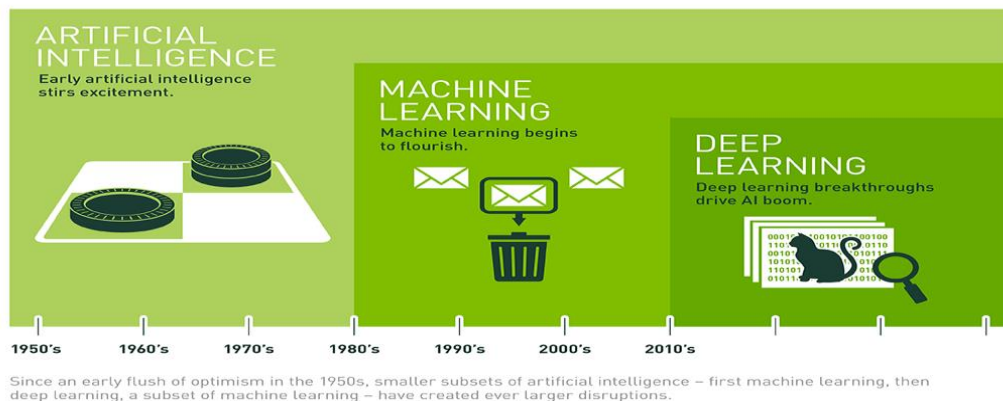 ARTIFICIAL
INTELLIGENCE
Early artificial intelligence
stirs excitement.
MACHINE
LEARNING
Machine learning begins
to flourish.
DEEP
LEARNING
Deep learning breakthroughs
drive AI boom.
1950's
1960's
1970's
1980's
1990's
2000's
2010's
Since an early flush of optimism in the 1950s, smaller subsets of artificial intelligence – first machine learning, then
deep learning, a subset of machine learning – have created ever larger disruptions.